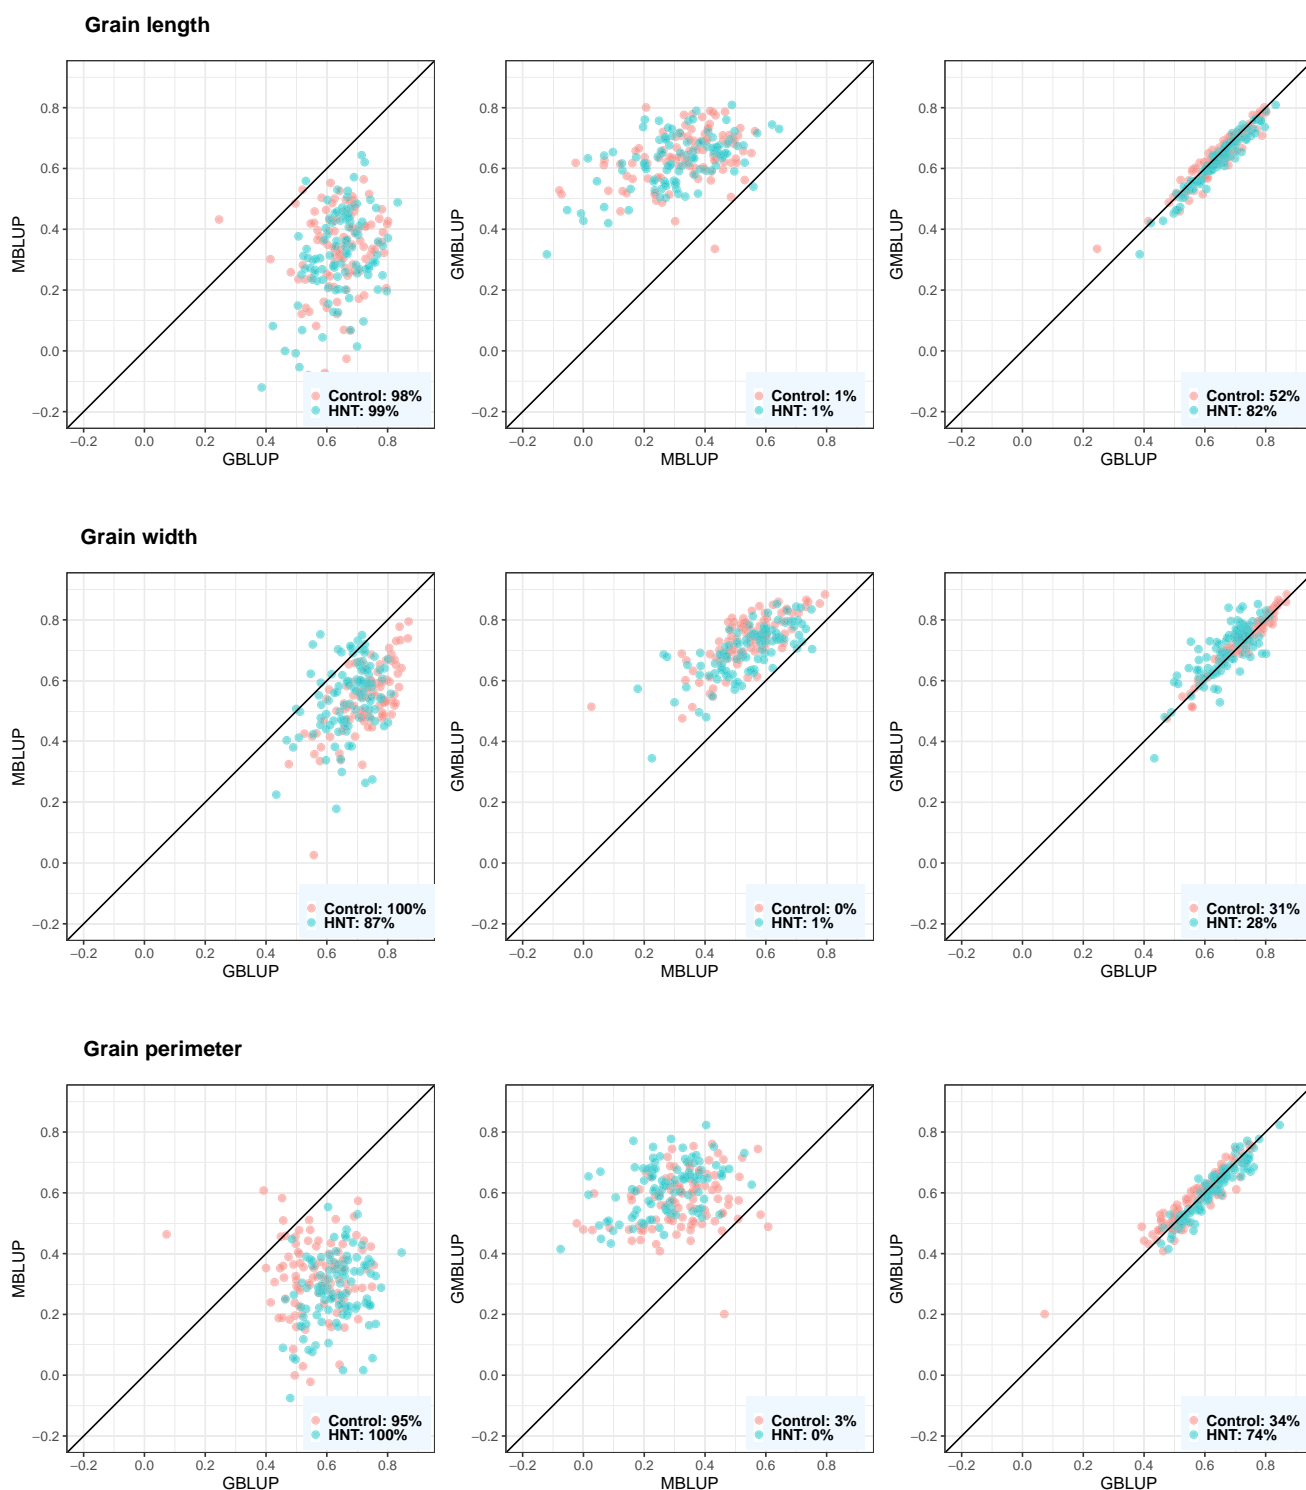 Grain length
MBLUP
0.8
0.6
0.4
0.2
0.0
−0.2
−0.2 0.0 0.2 0.4 0.6 0.8
GBLUP
Control: 98%
HNT: 99%
GMBLUP
0.8
0.6
0.4
0.2
0.0
−0.2
−0.2 0.0 0.2 0.4 0.6 0.8
MBLUP
Control: 1%
HNT: 1%
GMBLUP
0.8
0.6
0.4
0.2
0.0
−0.2
−0.2 0.0 0.2 0.4 0.6 0.8
GBLUP
Control: 52%
HNT: 82%
Grain width
MBLUP
0.8
0.6
0.4
0.2
0.0
−0.2
−0.2 0.0 0.2 0.4 0.6 0.8
GBLUP
Control: 100%
HNT: 87%
GMBLUP
0.8
0.6
0.4
0.2
0.0
−0.2
−0.2 0.0 0.2 0.4 0.6 0.8
MBLUP
Control: 0%
HNT: 1%
GMBLUP
0.8
0.6
0.4
0.2
0.0
−0.2
−0.2 0.0 0.2 0.4 0.6 0.8
GBLUP
Control: 31%
HNT: 28%
Grain perimeter
MBLUP
0.8
0.6
0.4
0.2
0.0
−0.2
−0.2 0.0 0.2 0.4 0.6 0.8
GBLUP
Control: 95%
HNT: 100%
GMBLUP
0.8
0.6
0.4
0.2
0.0
−0.2
−0.2 0.0 0.2 0.4 0.6 0.8
MBLUP
Control: 3%
HNT: 0%
GMBLUP
0.8
0.6
0.4
0.2
0.0
−0.2
−0.2 0.0 0.2 0.4 0.6 0.8
GBLUP
Control: 34%
HNT: 74%